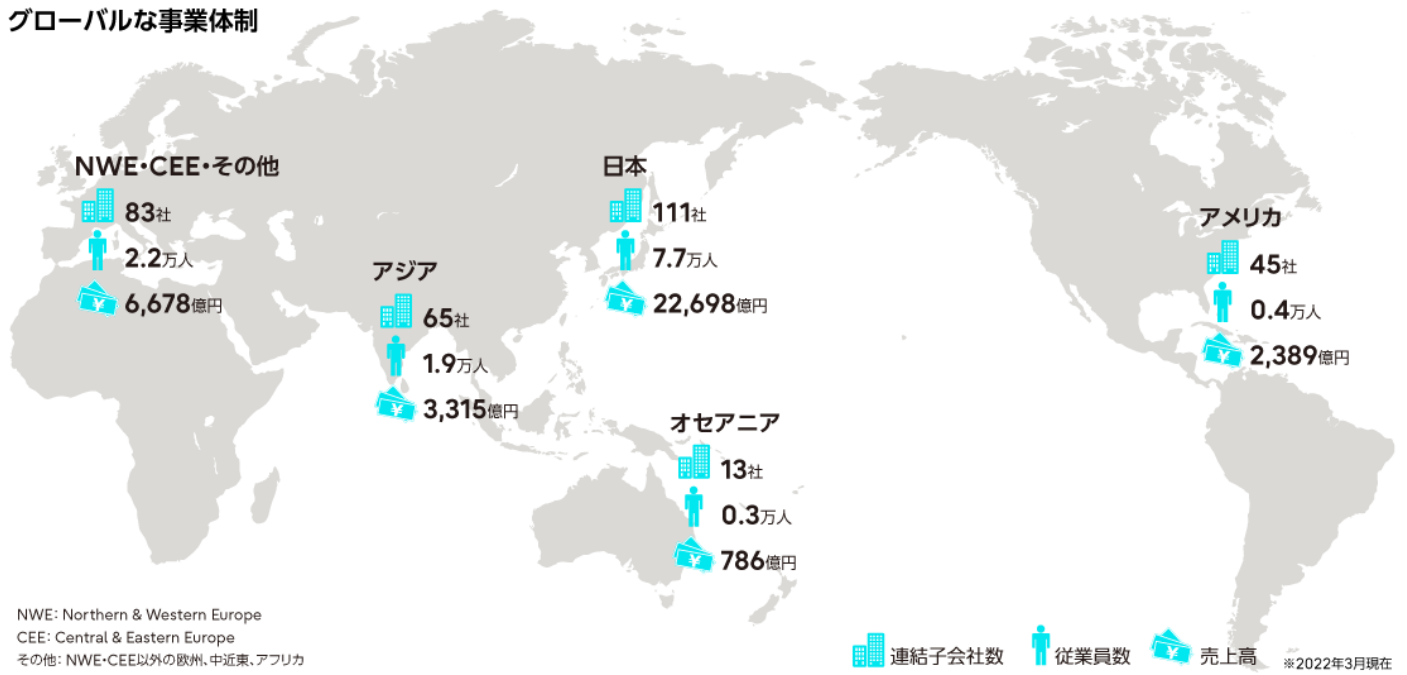 グローバルな事業体制
NWE・CEE・その他
83社
2.2万人
6,678億円
アジア
65社
1.9万人
3,315億円
日本
111社
7.7万人
22,698億円
オセアニア
13社
0.3万人
786億円
アメリカ
45社
0.4万人
2,389億円
NWE: Northern & Western Europe
CEE: Central & Eastern Europe
その他: NWE・CEE以外の欧州、中近東、アフリカ
連結子会社数 従業員数 売上高 ※2022年3月現在